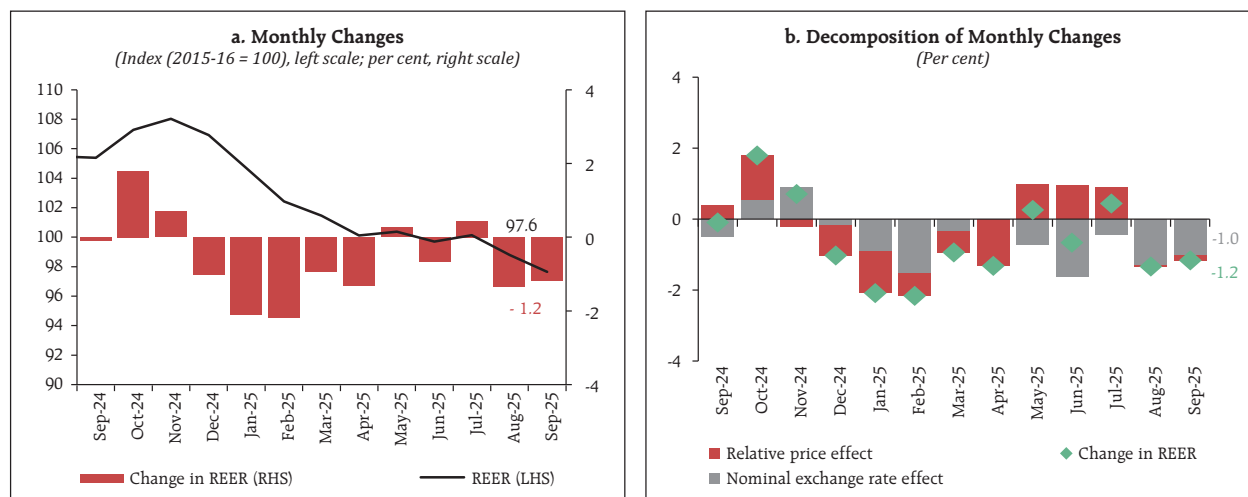 a. Monthly Changes
(Index (2015-16 = 100), left scale; per cent, right scale)
110
108
106
104
102
100
98
96
94
92
90
4
2
0
-2
-4
97.6
- 1.2
Sep-24
Oct-24
Nov-24
Dec-24
Jan-25
Feb-25
Mar-25
Apr-25
May-25
Jun-25
Jul-25
Aug-25
Sep-25
Change in REER (RHS)
REER (LHS)
b. Decomposition of Monthly Changes
(Per cent)
4
2
0
-2
-4
-1.0
-1.2
Sep-24
Oct-24
Nov-24
Dec-24
Jan-25
Feb-25
Mar-25
Apr-25
May-25
Jun-25
Jul-25
Aug-25
Sep-25
Relative price effect
Change in REER
Nominal exchange rate effect